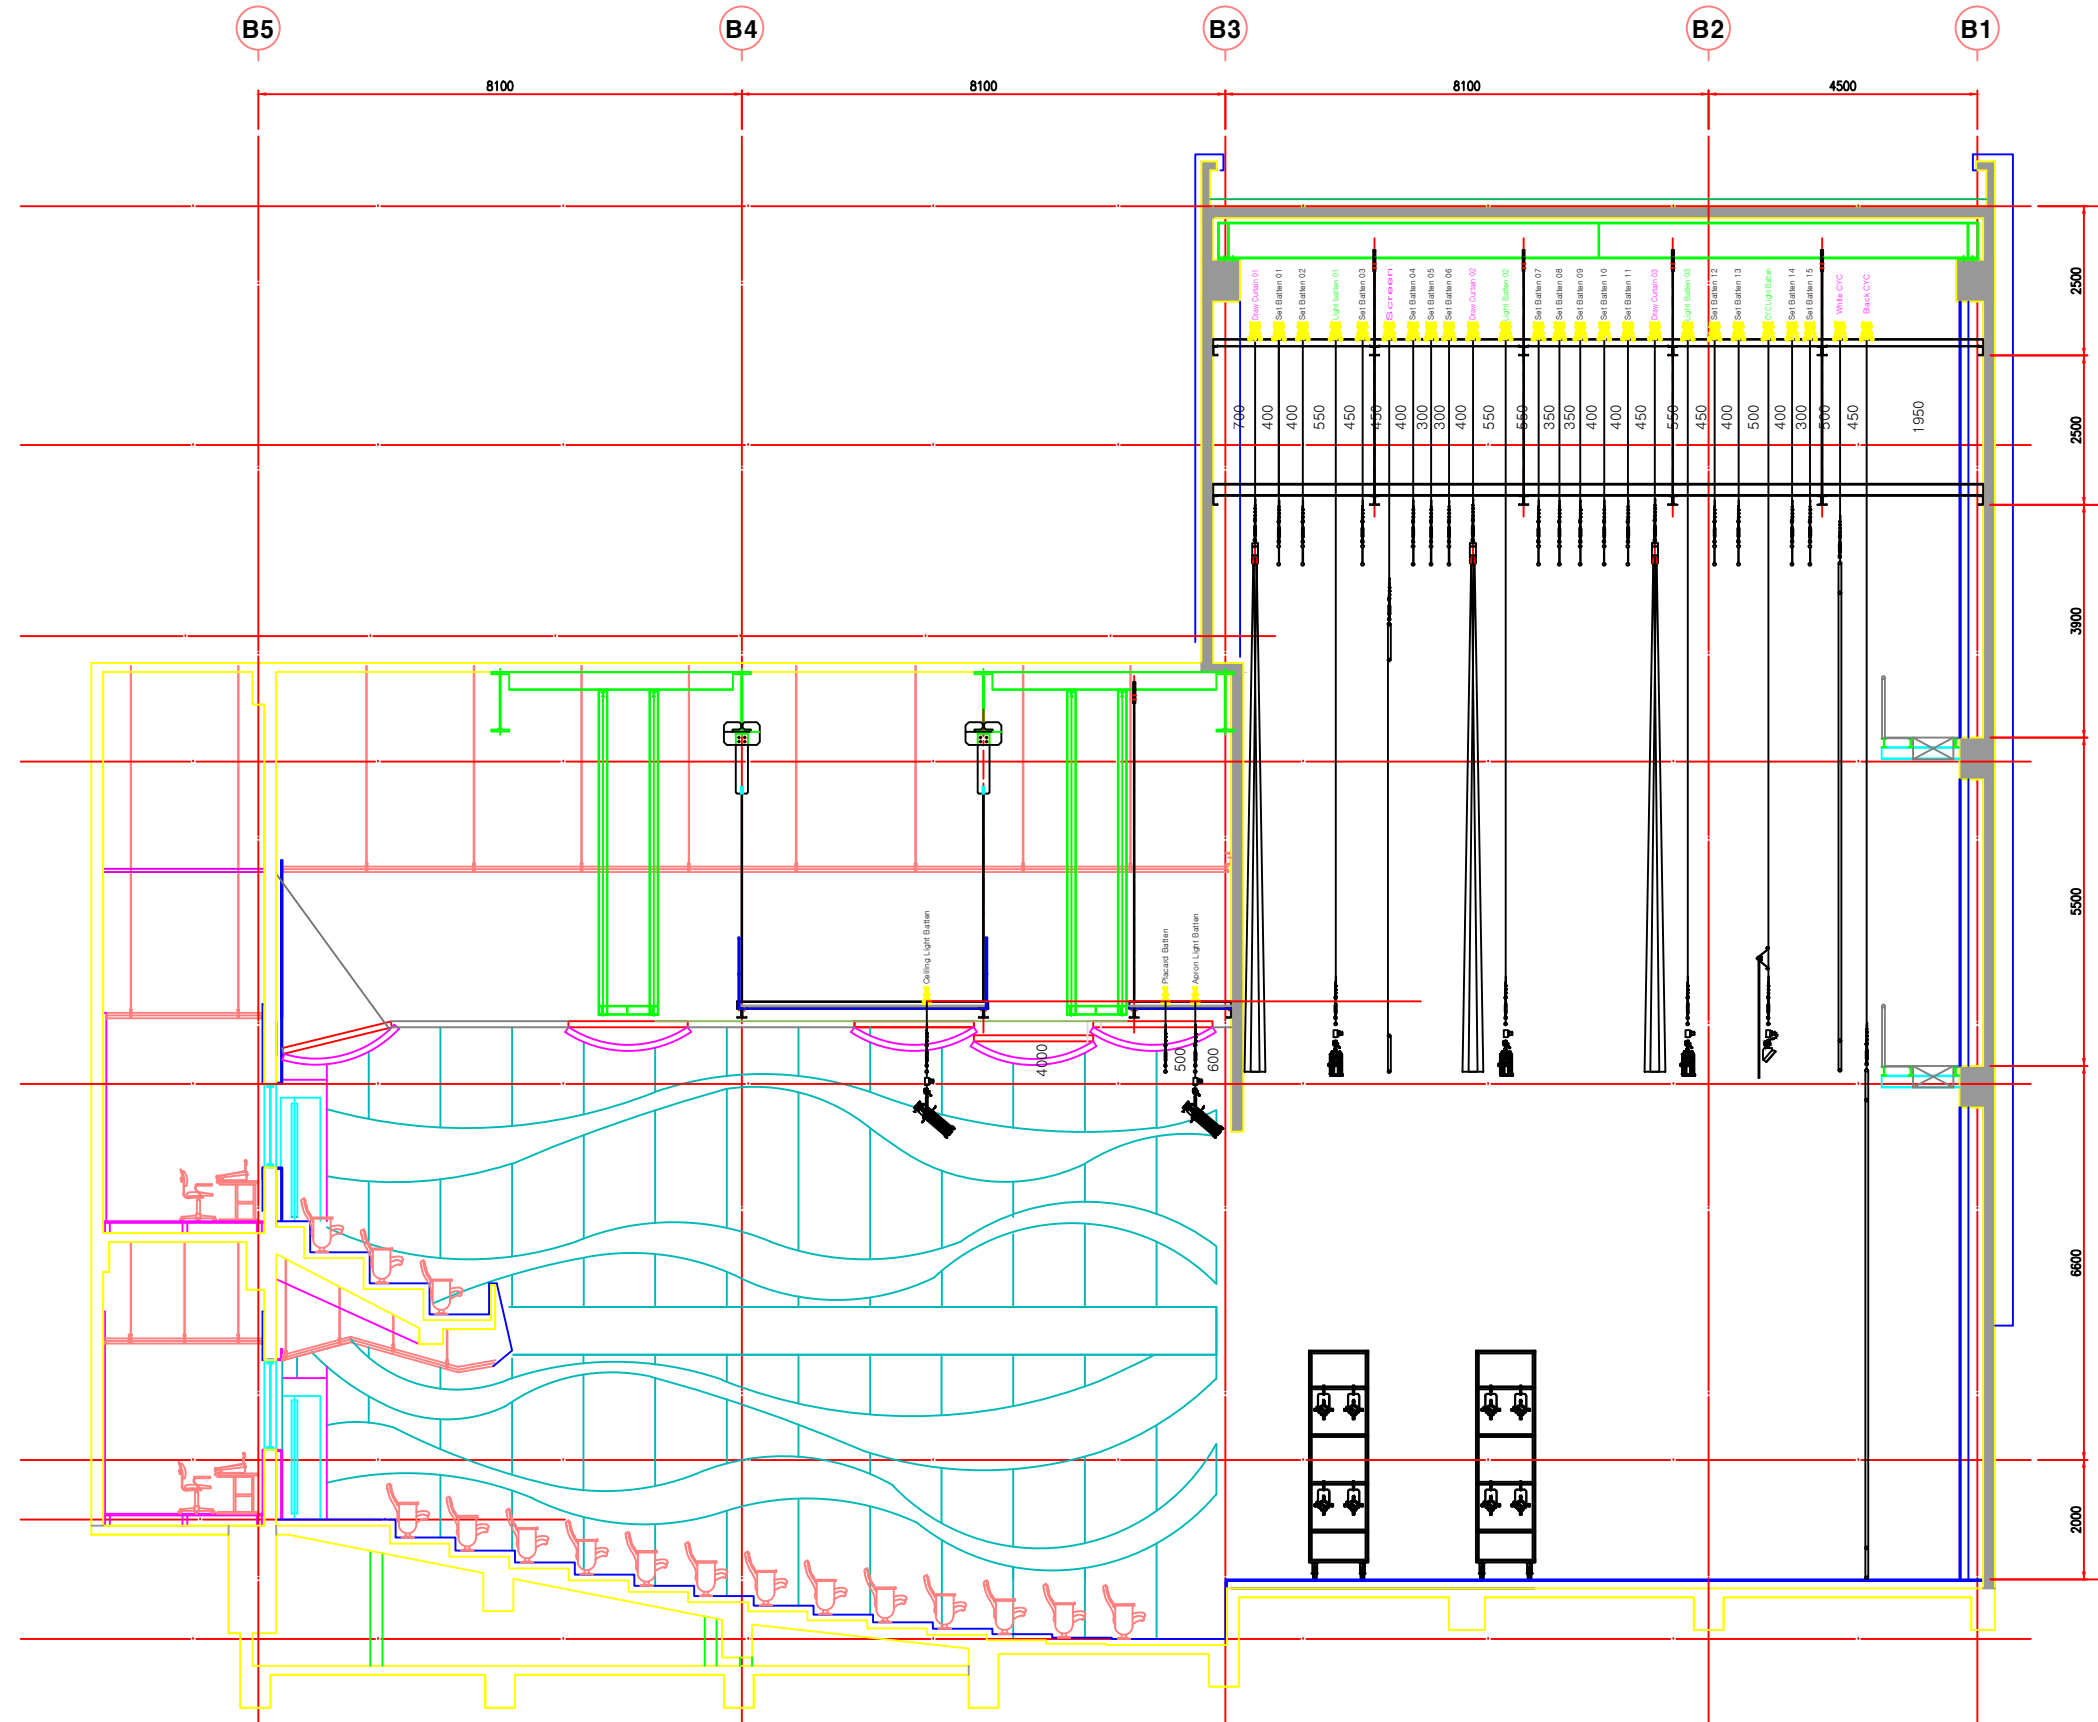 B5
B4
B3
B2
B1
8100
8100
8100
4500
Draw Curtain 01
Set Batten 01
Set Batten 02
Light batten 01
Set Batten 03
Screen
Set Batten 04
Set Batten 05
Set Batten 06
Draw Curtain 02
Light Batten 02
Set Batten 07
Set Batten 08
Set Batten 09
Set Batten 10
Set Batten 11
Draw Curtain 03
Light Batten 03
Set Batten 12
Set Batten 13
CYC Light Batten
Set Batten 14
Set Batten 15
White CYC
Black CYC
700
400
400
550
450
450
400
300
300
400
550
550
350
350
400
400
450
550
450
400
500
400
300
500
450
1950
2500
2500
3900
5500
6600
2000
Ceiling Light Batten
Placard Batten
Apron Light Batten
4000
500
600